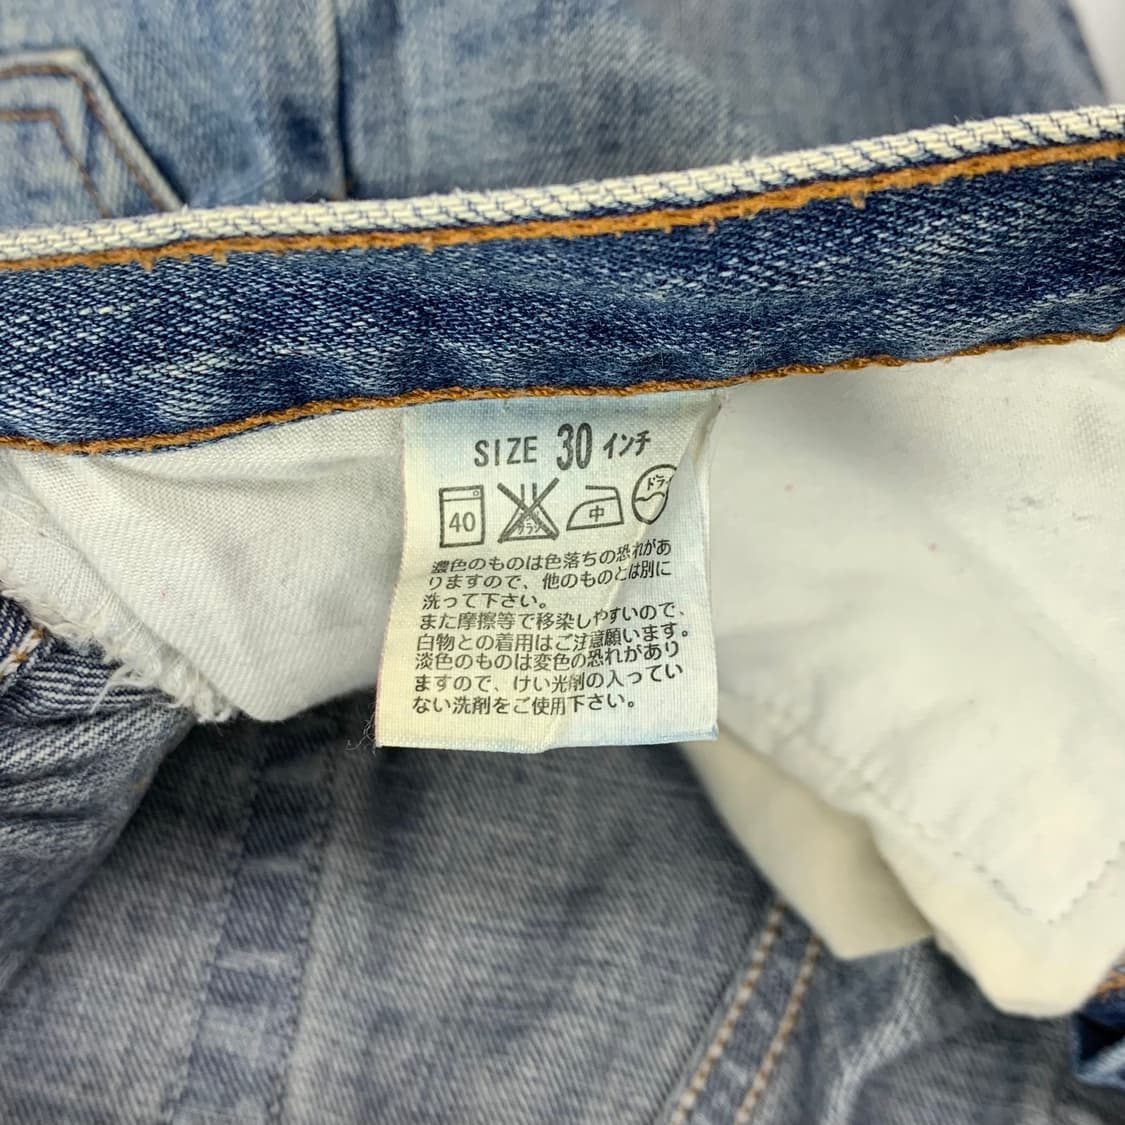 SIZE 30 インチ
40 中 ドライ
濃色のものは色落ちの恐れがあ
りますので、他のものとは別に
洗って下さい。
また摩擦等で移染しやすいので、
白物との着用はご注意願います。
淡色のものは変色の恐れがあり
ますので、けい光剤の入ってい
ない洗剤をご使用下さい。